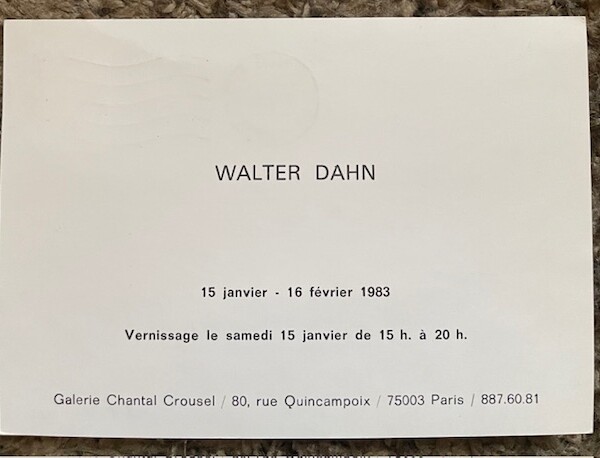 WALTER DAHN
15 janvier - 16 février 1983
Vernissage le samedi 15 janvier de 15 h. à 20 h.
Galerie Chantal Crousel / 80, rue Quincampoix / 75003 Paris / 887.60.81